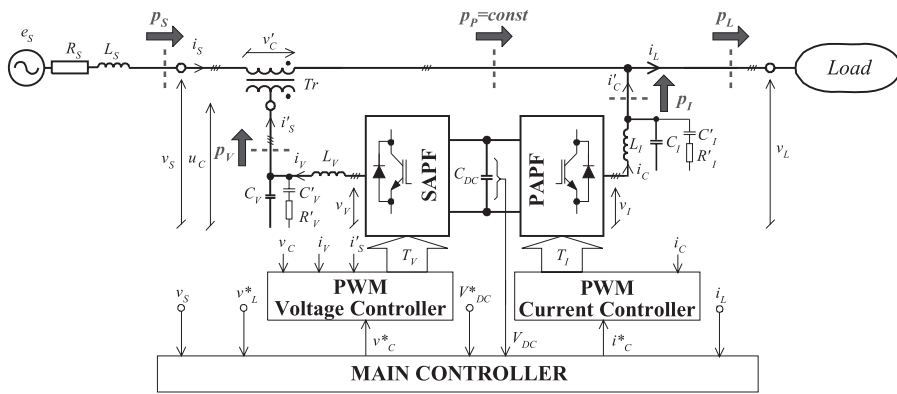 p_S
p_P=const
p_L
e_S
R_S
L_S
i_S
v'_C
Tr
i_L
Load
i'_C
p_I
i'_S
p_V
v_S
u_C
i_V
L_V
C_V
C'_V
R'_V
v_V
SAPF
C_DC
PAPF
v_I
L_I
i_C
C_I
C'_I
R'_I
v_L
v_C
i_V
i'_S
T_V
T_I
i_C
PWM
Voltage Controller
PWM
Current Controller
v_S
v*_L
v*_C
V*_DC
V_DC
i*_C
i_L
MAIN CONTROLLER